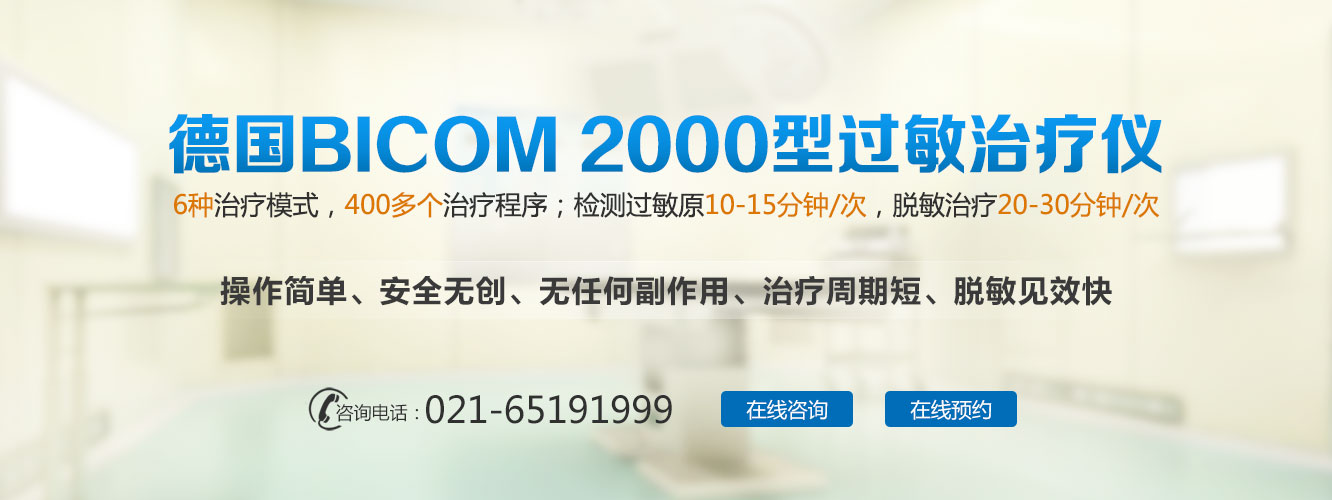 德国BICOM 2000型过敏治疗仪
6种治疗模式，400多个治疗程序；检测过敏原10-15分钟/次，脱敏治疗20-30分钟/次
操作简单、安全无创、无任何副作用、治疗周期短、脱敏见效快
咨询电话：021-65191999 在线咨询 在线预约